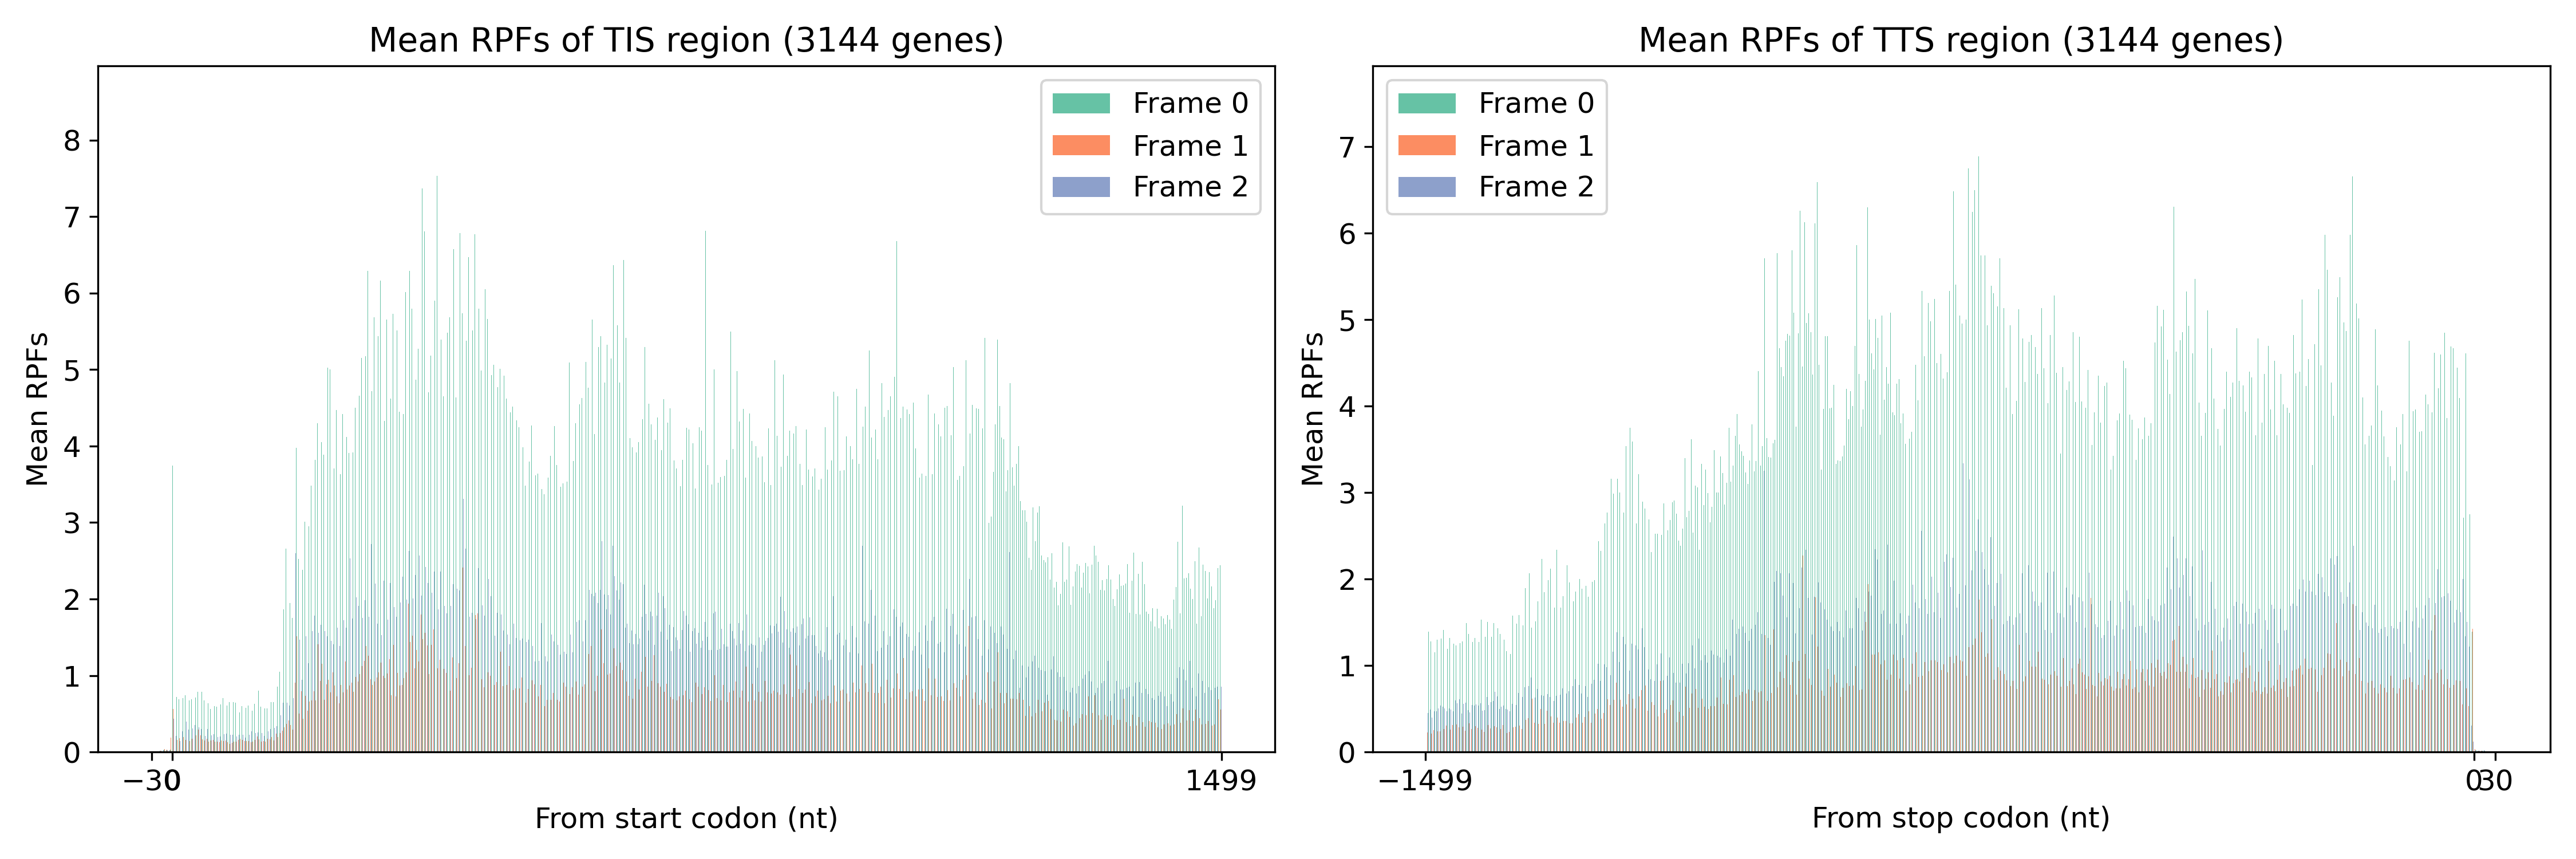 Mean RPFs of TIS region (3144 genes)
Frame 0
Frame 1
Frame 2
8
7
6
5
4
3
2
1
0
Mean RPFs
−30
0
1499
From start codon (nt)
Mean RPFs of TTS region (3144 genes)
Frame 0
Frame 1
Frame 2
7
6
5
4
3
2
1
0
Mean RPFs
−1499
0
30
From stop codon (nt)